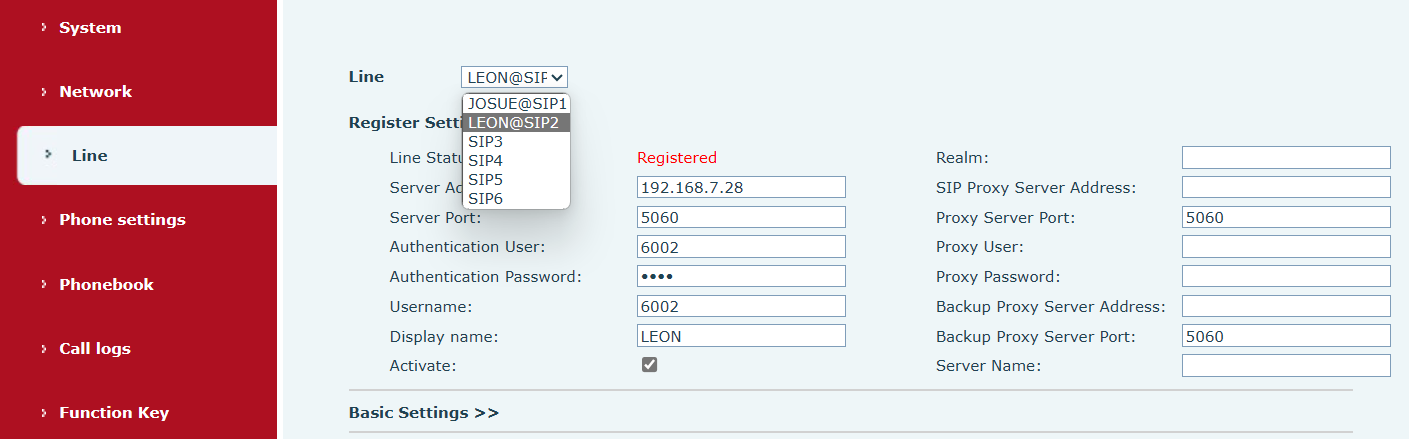 System
Network
Line
Phone settings
Phonebook
Call logs
Function Key
Line LEON@SIP
JOSUE@SIP1
LEON@SIP2
SIP3
SIP4
SIP5
SIP6
Register Setti
Line Statu Registered Realm:
Server Ad 192.168.7.28 SIP Proxy Server Address:
Server Port: 5060 Proxy Server Port: 5060
Authentication User: 6002 Proxy User:
Authentication Password: •••• Proxy Password:
Username: 6002 Backup Proxy Server Address:
Display name: LEON Backup Proxy Server Port: 5060
Activate: Server Name:
Basic Settings >>